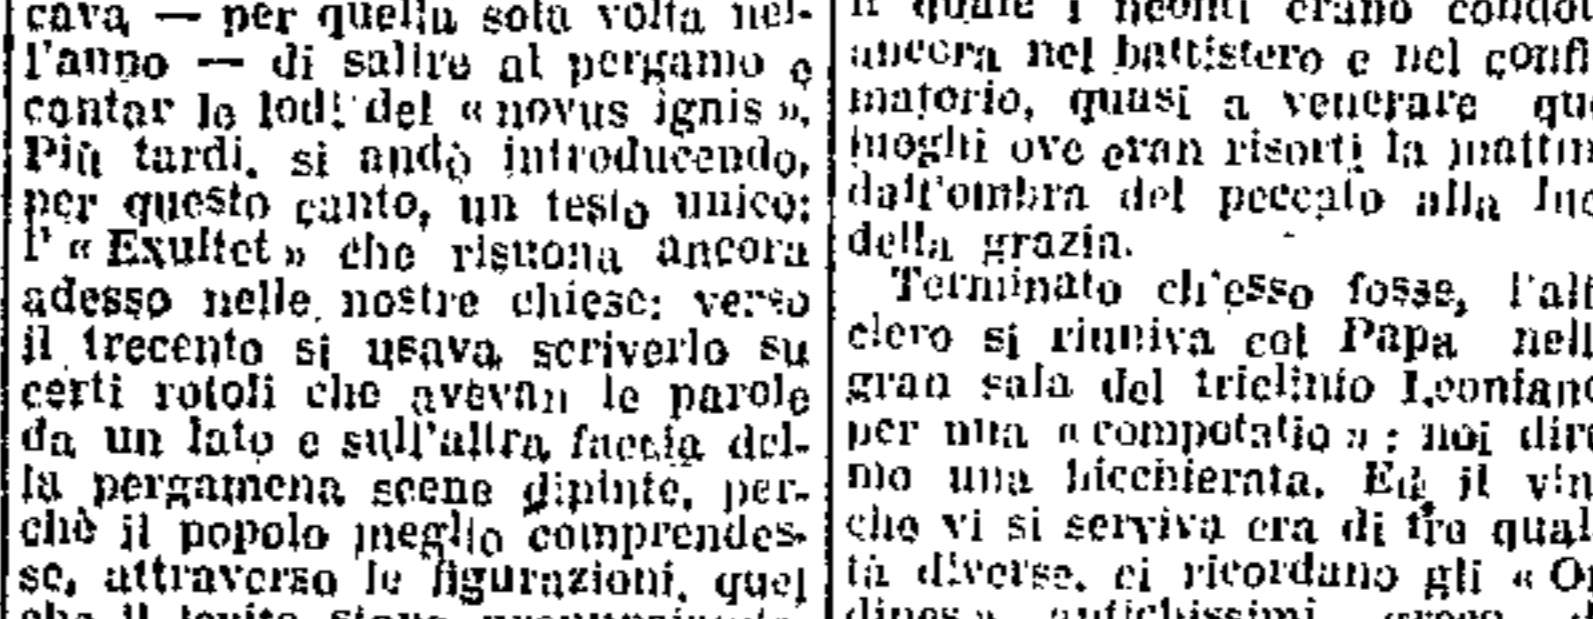 cava — per quella sola volta nel-
l'anno — di salire al pergamo e
cantar le lodi del « novus ignis ».
Più tardi, si andò introducendo,
per questo canto, un testo unico:
l' « Exultet » che risuona ancora
adesso nelle nostre chiese: verso
il trecento si usava scriverlo su
certi rotoli che avevan le parole
da un lato e sull'altra faccia del-
la pergamena scene dipinte, per-
chè il popolo meglio comprendes-
se, attraverso le figurazioni, quel
che il levita
il quale i neofiti erano condot
ancora nel battistero e nel confi
matorio, quasi a venerare que
luoghi ove eran risorti la mattin
dall'ombra del peccato alla luc
della grazia.
Terminato ch'esso fosse, l'alt
clero si riuniva col Papa nell
gran sala del triclinio Leonian
per una « compotatio » : noi dire
mo una bicchierata. Ed il vin
che vi si serviva era di tre qual
tà diverse. ci ricordano gli « Or
dines » antichissimi